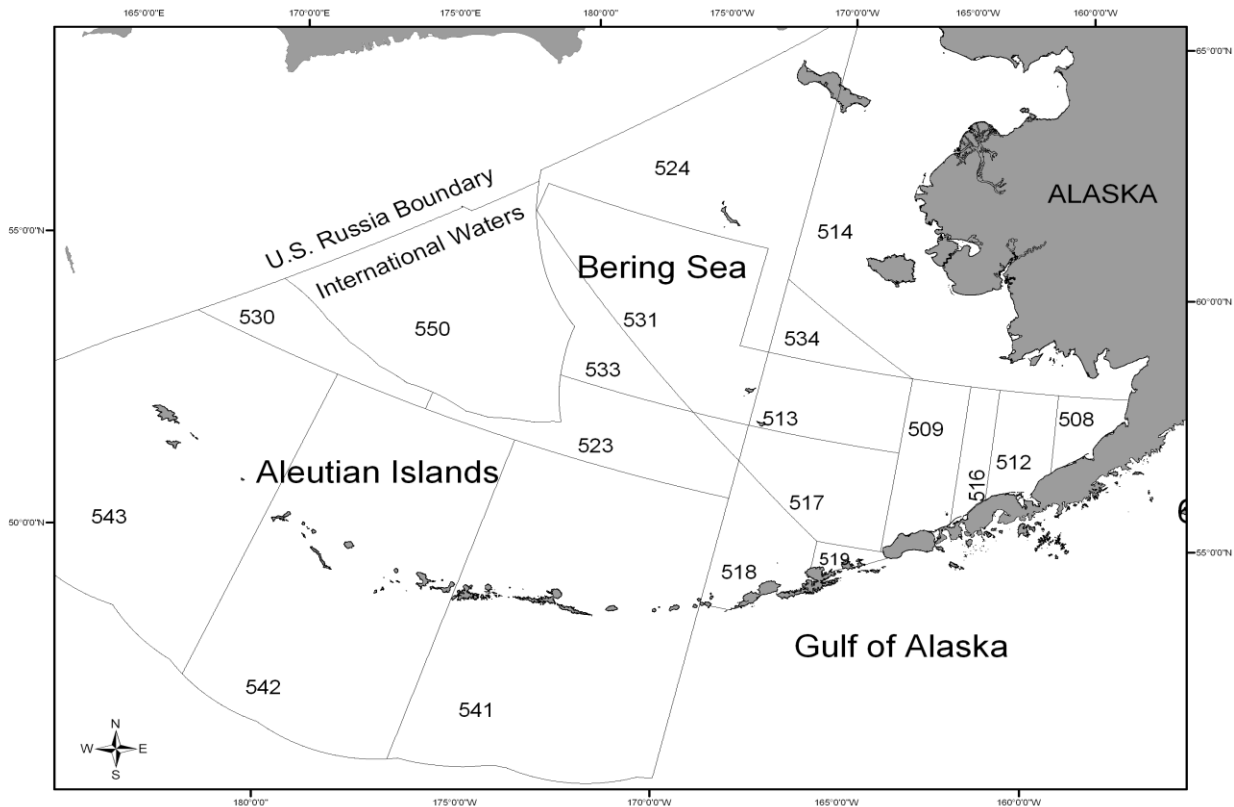 165°0'0"E 170°0'0"E 175°0'0"E 180°0'0" 175°0'0"W 170°0'0"W 165°0'0"W 160°0'0"W
65°0'0"N
524
U.S. Russia Boundary
ALASKA
International Waters
55°0'0"N
514
Bering Sea
60°0'0"N
530
550
531
534
533
513
508
509
523
512
516
Aleutian Islands
517
543
50°0'0"N
55°0'0"N
519
518
Gulf of Alaska
542
541
N
W E
S
180°0'0" 175°0'0"W 170°0'0"W 165°0'0"W 160°0'0"W